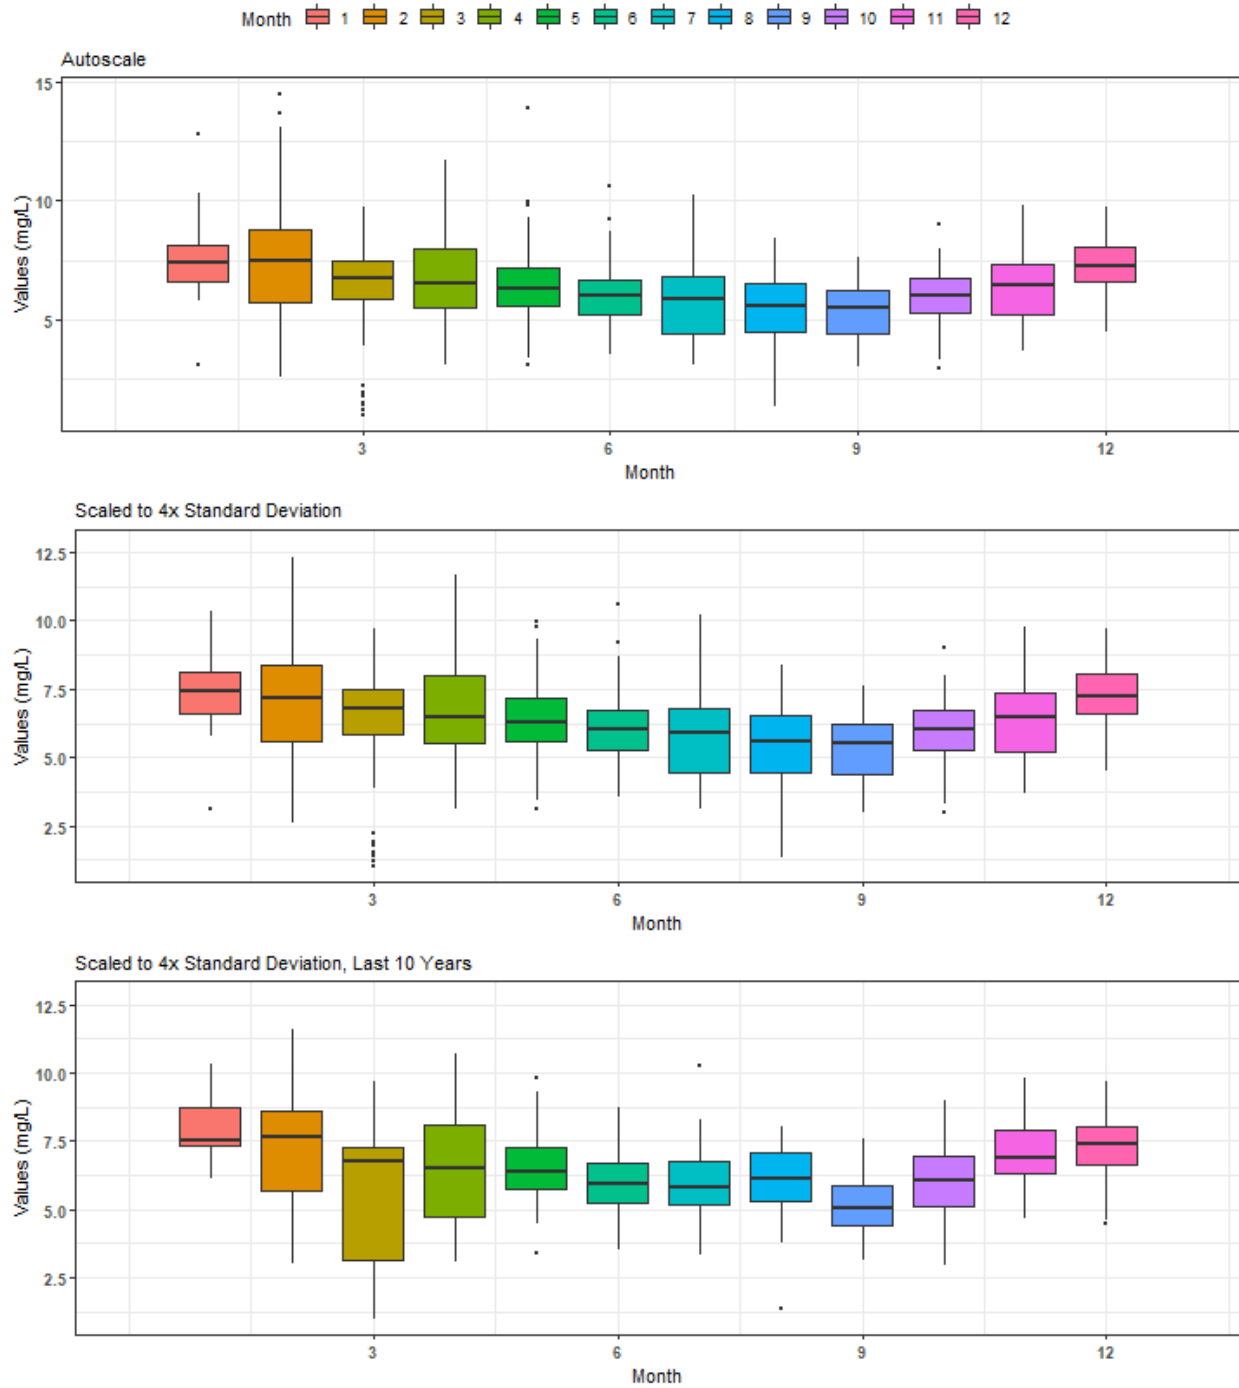 Month 1 2 3 4 5 6 7 8 9 10 11 12
Autoscale
15
10
5
Values (mg/L)
3 6 9 12
Month
Scaled to 4x Standard Deviation
12.5
10.0
7.5
5.0
2.5
Values (mg/L)
3 6 9 12
Month
Scaled to 4x Standard Deviation, Last 10 Years
12.5
10.0
7.5
5.0
2.5
Values (mg/L)
3 6 9 12
Month